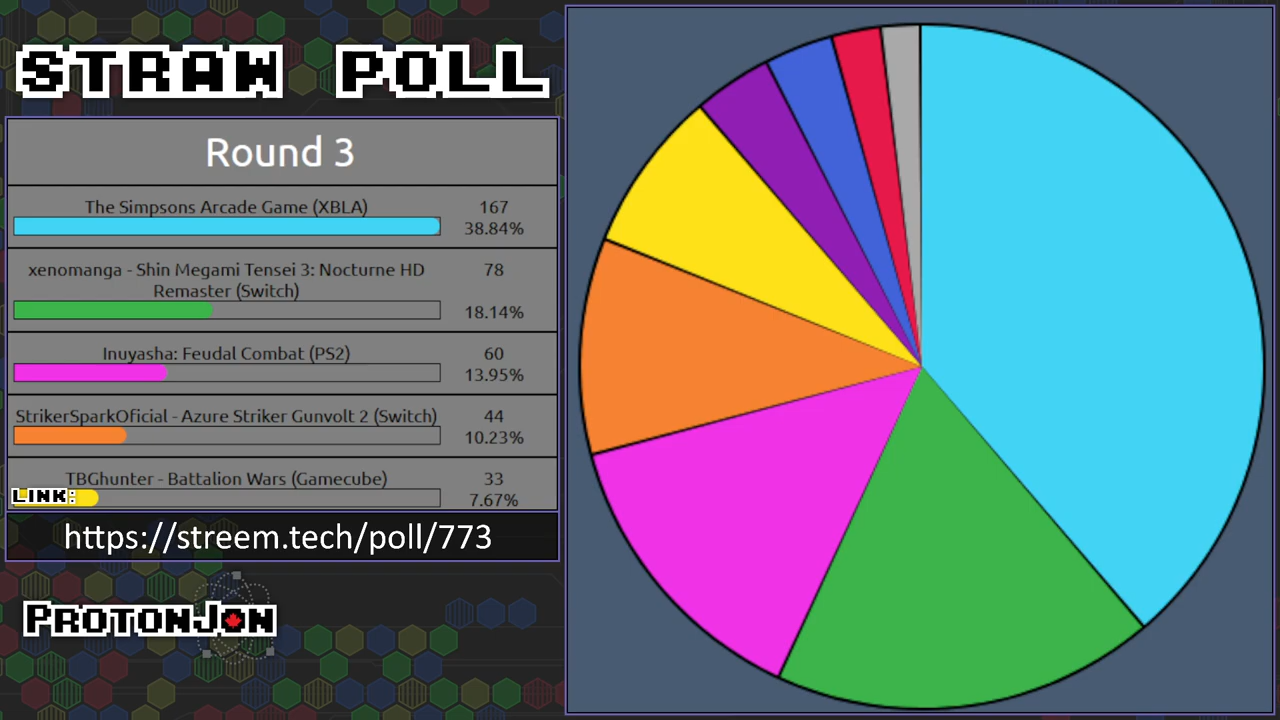 STRAW POLL
Round 3
The Simpsons Arcade Game (XBLA)
167
38.84%
xenomanga - Shin Megami Tensei 3: Nocturne HD
Remaster (Switch)
78
18.14%
Inuyasha: Feudal Combat (PS2)
60
13.95%
StrikerSparkOficial - Azure Striker Gunvolt 2 (Switch)
44
10.23%
TBGhunter - Battalion Wars (Gamecube)
33
7.67%
LINK:
https://streem.tech/poll/773
PROTONJON